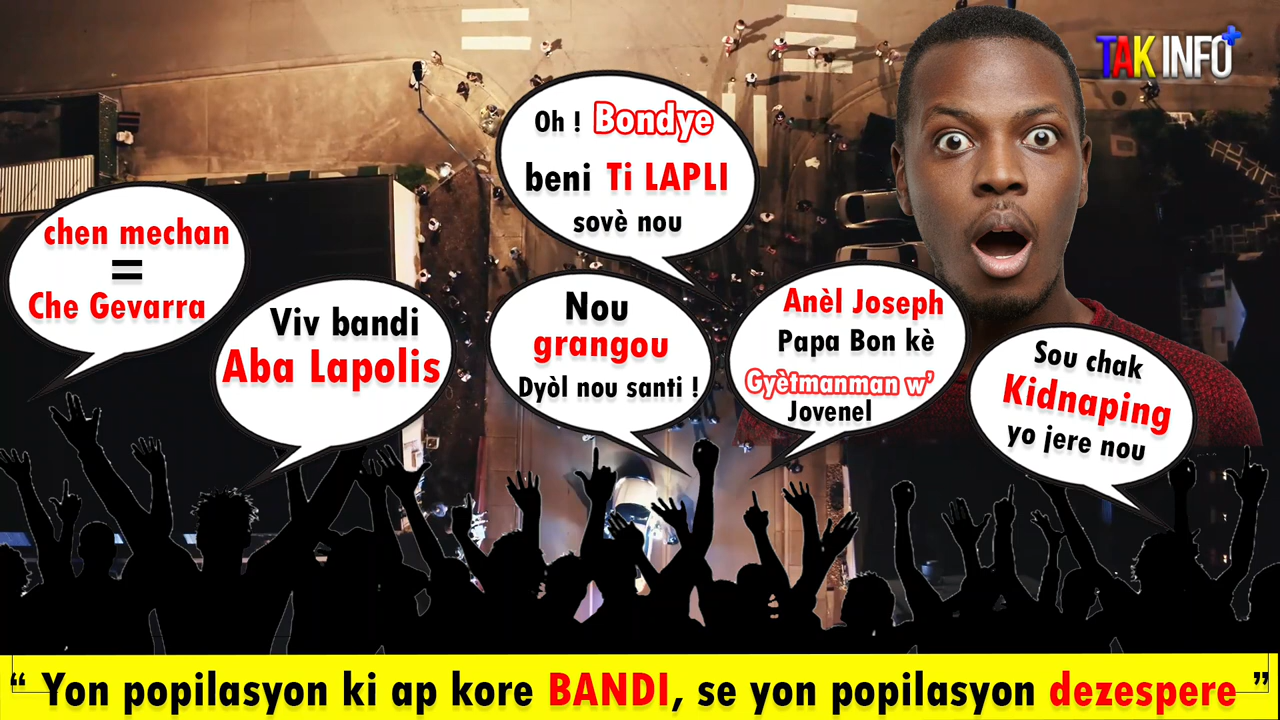 TAK INFO+
Oh ! Bondye
beni Ti LAPLI
sovè nou
chen mechan
=
Che Gevarra
Viv bandi
Aba Lapolis
Nou
grangou
Dyòl nou santi !
Anèl Joseph
Papa Bon kè
Gyètmanman w'
Jovenel
Sou chak
Kidnaping
yo jere nou
“ Yon popilasyon ki ap kore BANDI, se yon popilasyon dezespere ”